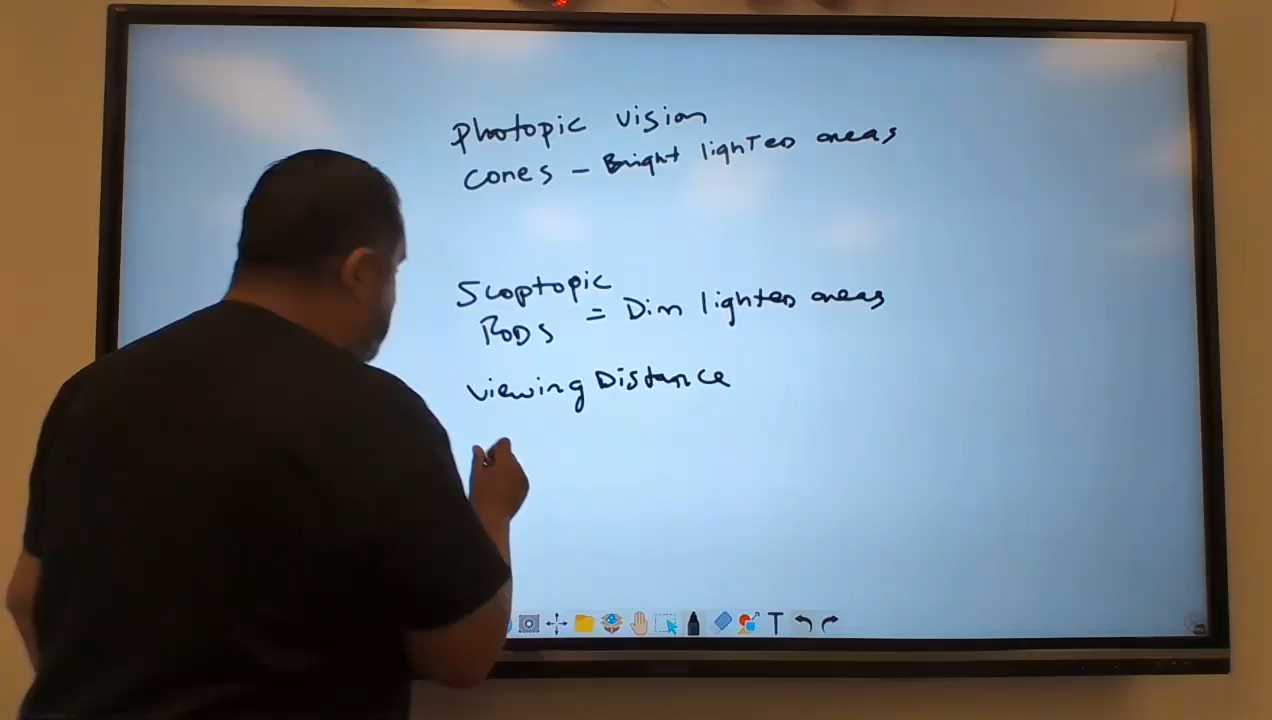 Photopic vision
cones - Bright lighted areas
Scoptopic
RODS = Dim lighted areas
viewing Distance
T